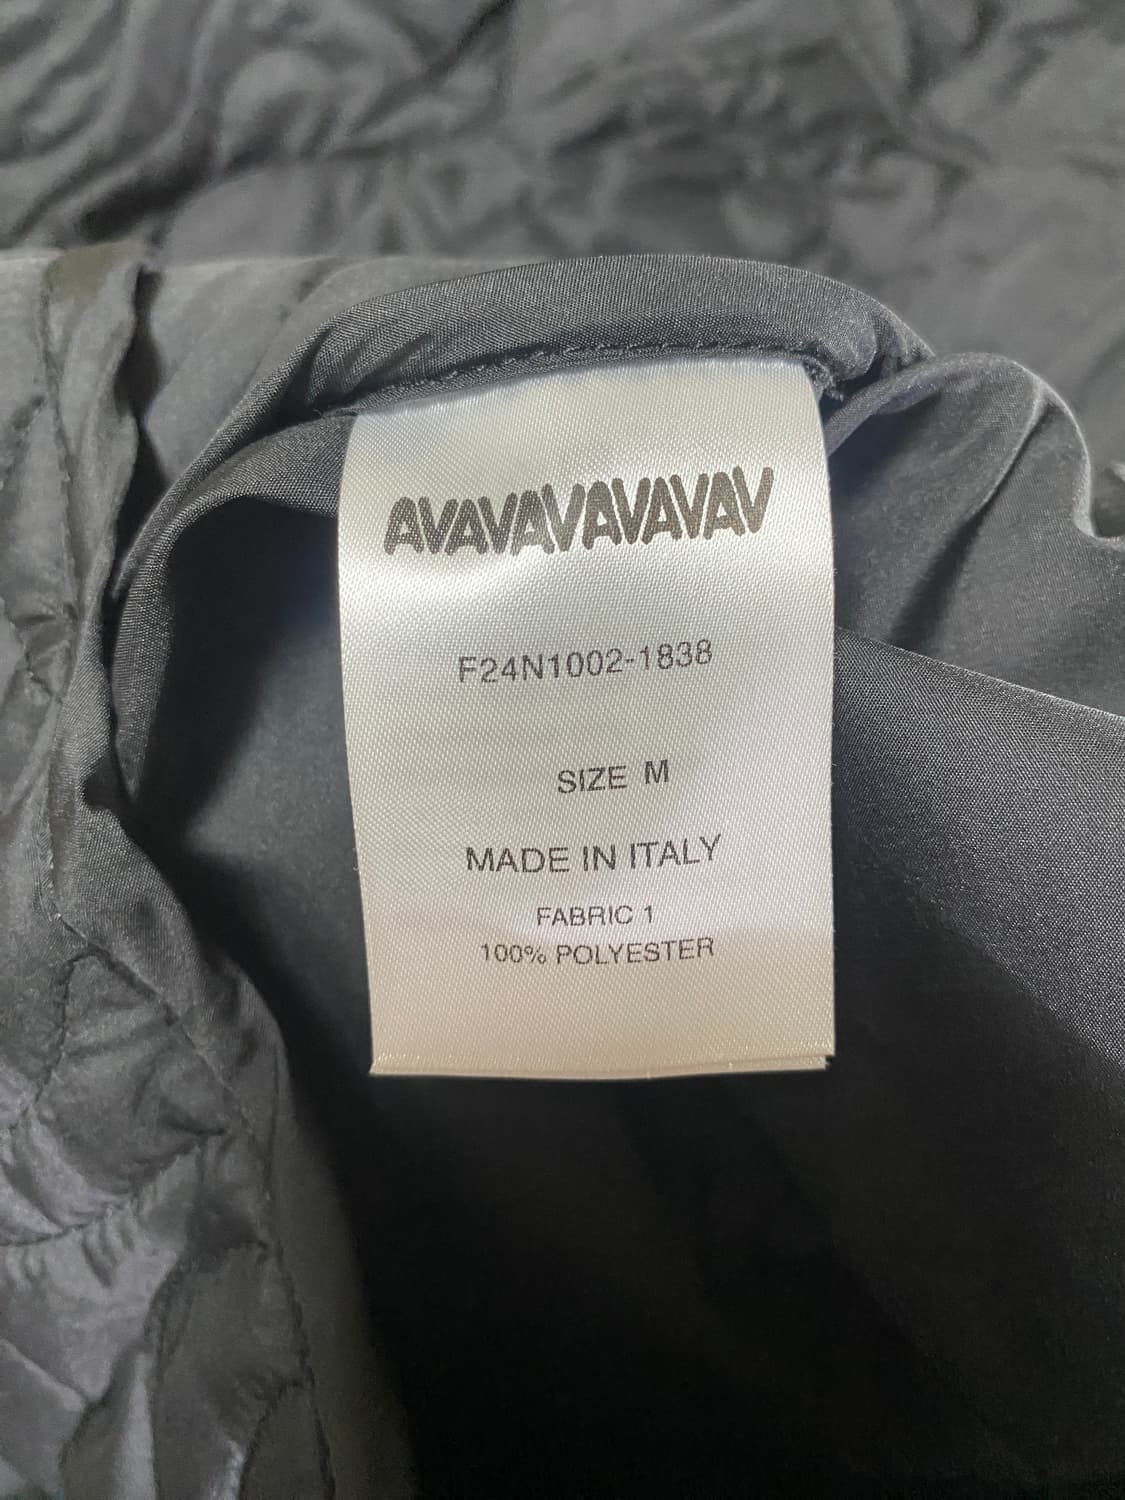 AVAVAVAVAVAV
F24N1002-1838
SIZE M
MADE IN ITALY
FABRIC 1
100% POLYESTER